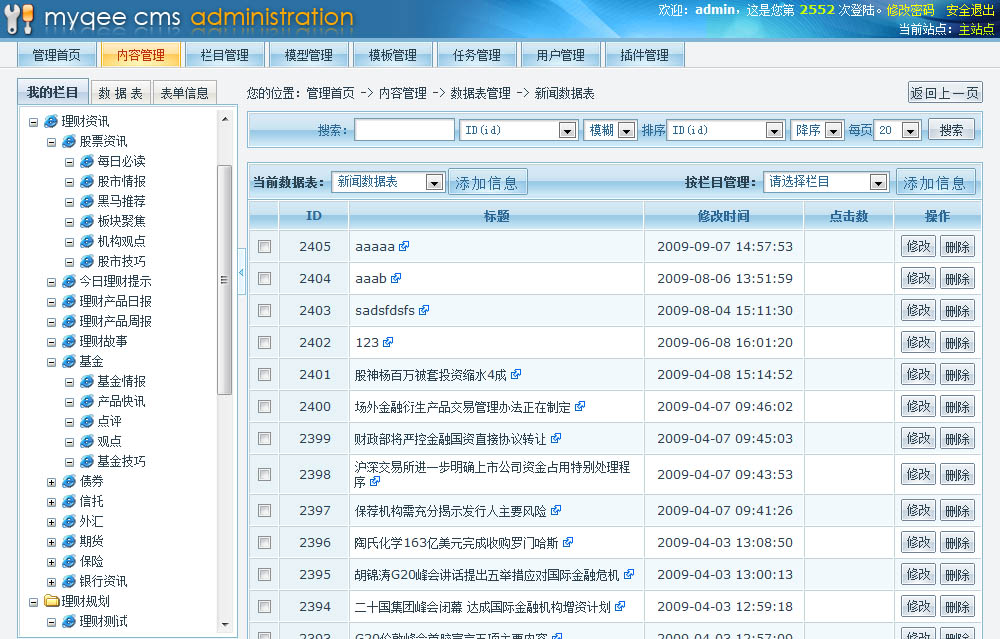 myqee cms administration
欢迎: admin，这是您第 2552 次登陆。修改密码 安全退出
当前站点: 主站点
管理首页 内容管理 栏目管理 模型管理 模板管理 任务管理 用户管理 插件管理
我的栏目 数 据 表 表单信息
您的位置: 管理首页 -> 内容管理 -> 数据表管理 -> 新闻数据表 返回上一页
搜索: ID(id) 模糊 排序 ID(id) 降序 每页 20 搜索
当前数据表: 新闻数据表 添加信息 按栏目管理: 请选择栏目 添加信息
理财资讯
股票资讯
每日必读
股市情报
黑马推荐
板块聚焦
机构观点
股市技巧
今日理财提示
理财产品日报
理财产品周报
理财故事
基金
基金情报
产品快讯
点评
观点
基金技巧
债券
信托
外汇
期货
保险
银行资讯
理财规划
理财测试
ID 标题 修改时间 点击数 操作
2405 aaaaa 2009-09-07 14:57:53 修改 删除
2404 aaab 2009-08-06 13:51:59 修改 删除
2403 sadsfdsfs 2009-08-04 15:11:30 修改 删除
2402 123 2009-06-08 16:01:20 修改 删除
2401 股神杨百万被套投资缩水4成 2009-04-08 15:14:52 修改 删除
2400 场外金融衍生产品交易管理办法正在制定 2009-04-07 09:46:02 修改 删除
2399 财政部将严控金融国资直接协议转让 2009-04-07 09:45:03 修改 删除
2398 沪深交易所进一步明确上市公司资金占用特别处理程
序 2009-04-07 09:43:53 修改 删除
2397 保荐机构需充分揭示发行人主要风险 2009-04-07 09:41:26 修改 删除
2396 陶氏化学163亿美元完成收购罗门哈斯 2009-04-03 13:08:50 修改 删除
2395 胡锦涛G20峰会讲话提出五举措应对国际金融危机 2009-04-03 13:00:13 修改 删除
2394 二十国集团峰会闭幕 达成国际金融机构增资计划 2009-04-03 12:59:18 修改 删除
2393 G20伦敦峰会首脑宣言五项主要内容 2009-04-03 12:57:09 修改 删除